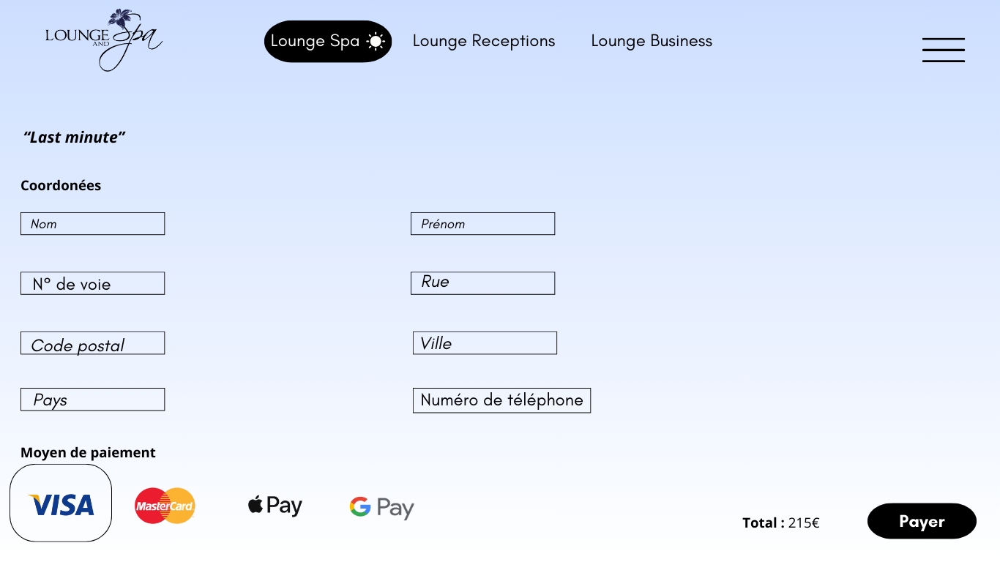 LOUNGE AND Spa
Lounge Spa
Lounge Receptions
Lounge Business
“Last minute”
Coordonées
Nom
Prénom
N° de voie
Rue
Code postal
Ville
Pays
Numéro de téléphone
Moyen de paiement
VISA
MasterCard
Pay
G Pay
Total : 215€
Payer